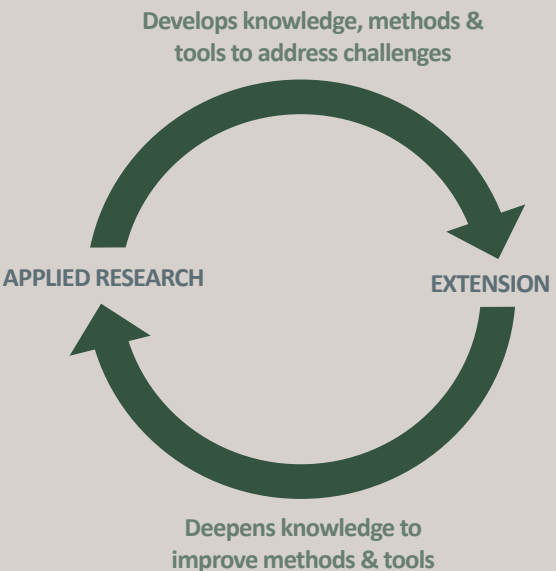 Develops knowledge, methods &
tools to address challenges
APPLIED RESEARCH
EXTENSION
Deepens knowledge to
improve methods & tools